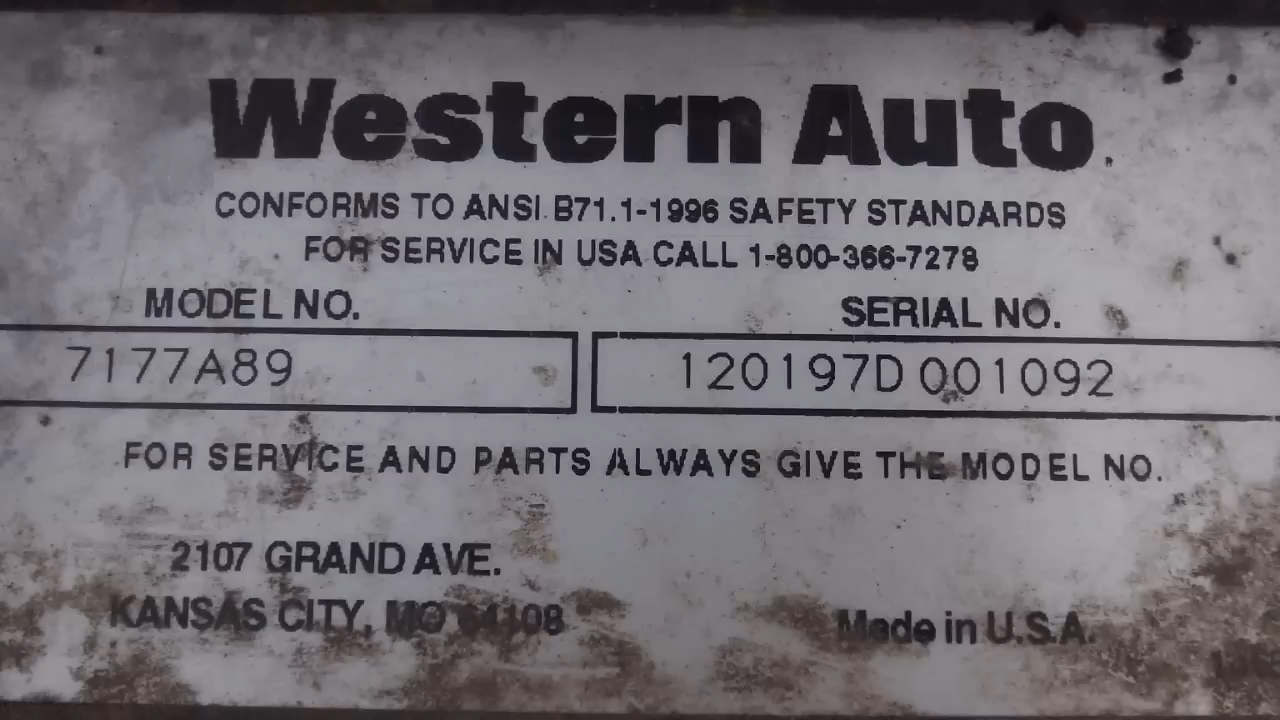 Western Auto.
CONFORMS TO ANSI B71.1-1996 SAFETY STANDARDS
FOR SERVICE IN USA CALL 1-800-366-7278
MODEL NO. SERIAL NO.
7177A89 120197D 001092
FOR SERVICE AND PARTS ALWAYS GIVE THE MODEL NO.
2107 GRAND AVE.
KANSAS CITY, MO 64108
Made in U.S.A.